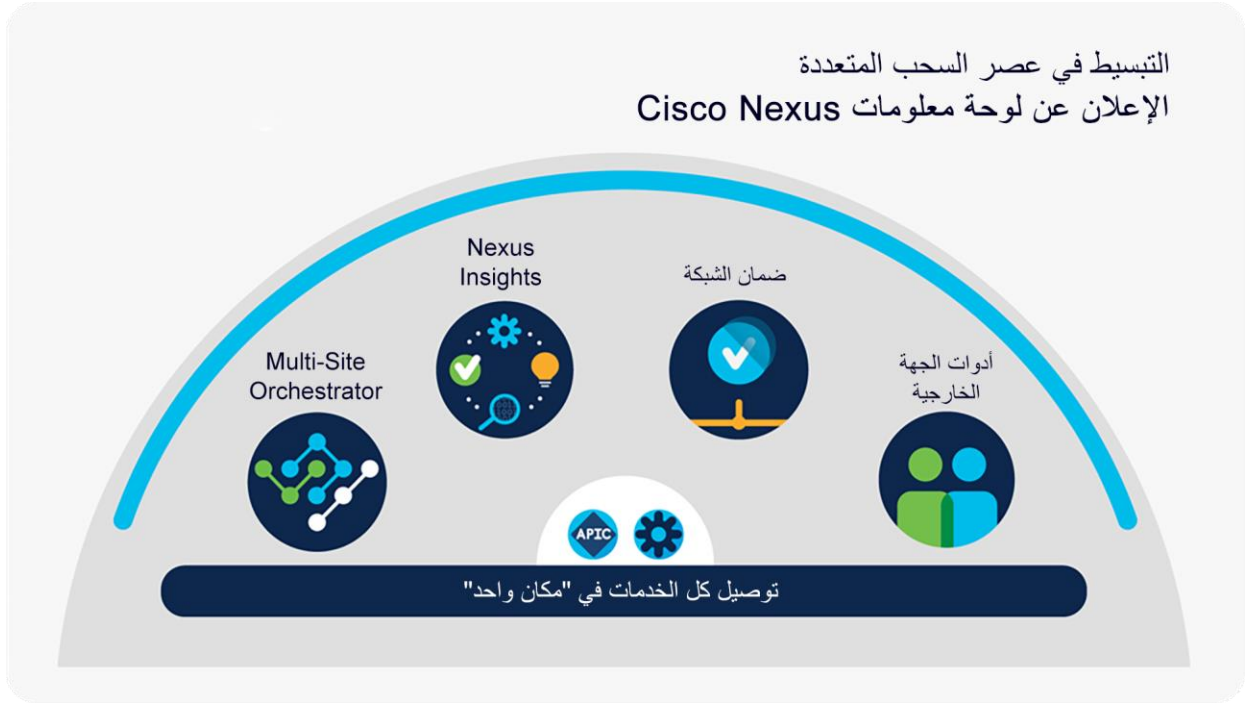 التبسيط في عصر السحب المتعددة
الإعلان عن لوحة معلومات Cisco Nexus
Nexus
Insights
ضمان الشبكة
Multi-Site
Orchestrator
أدوات الجهة
الخارجية
APIC
توصيل كل الخدمات في "مكان واحد"